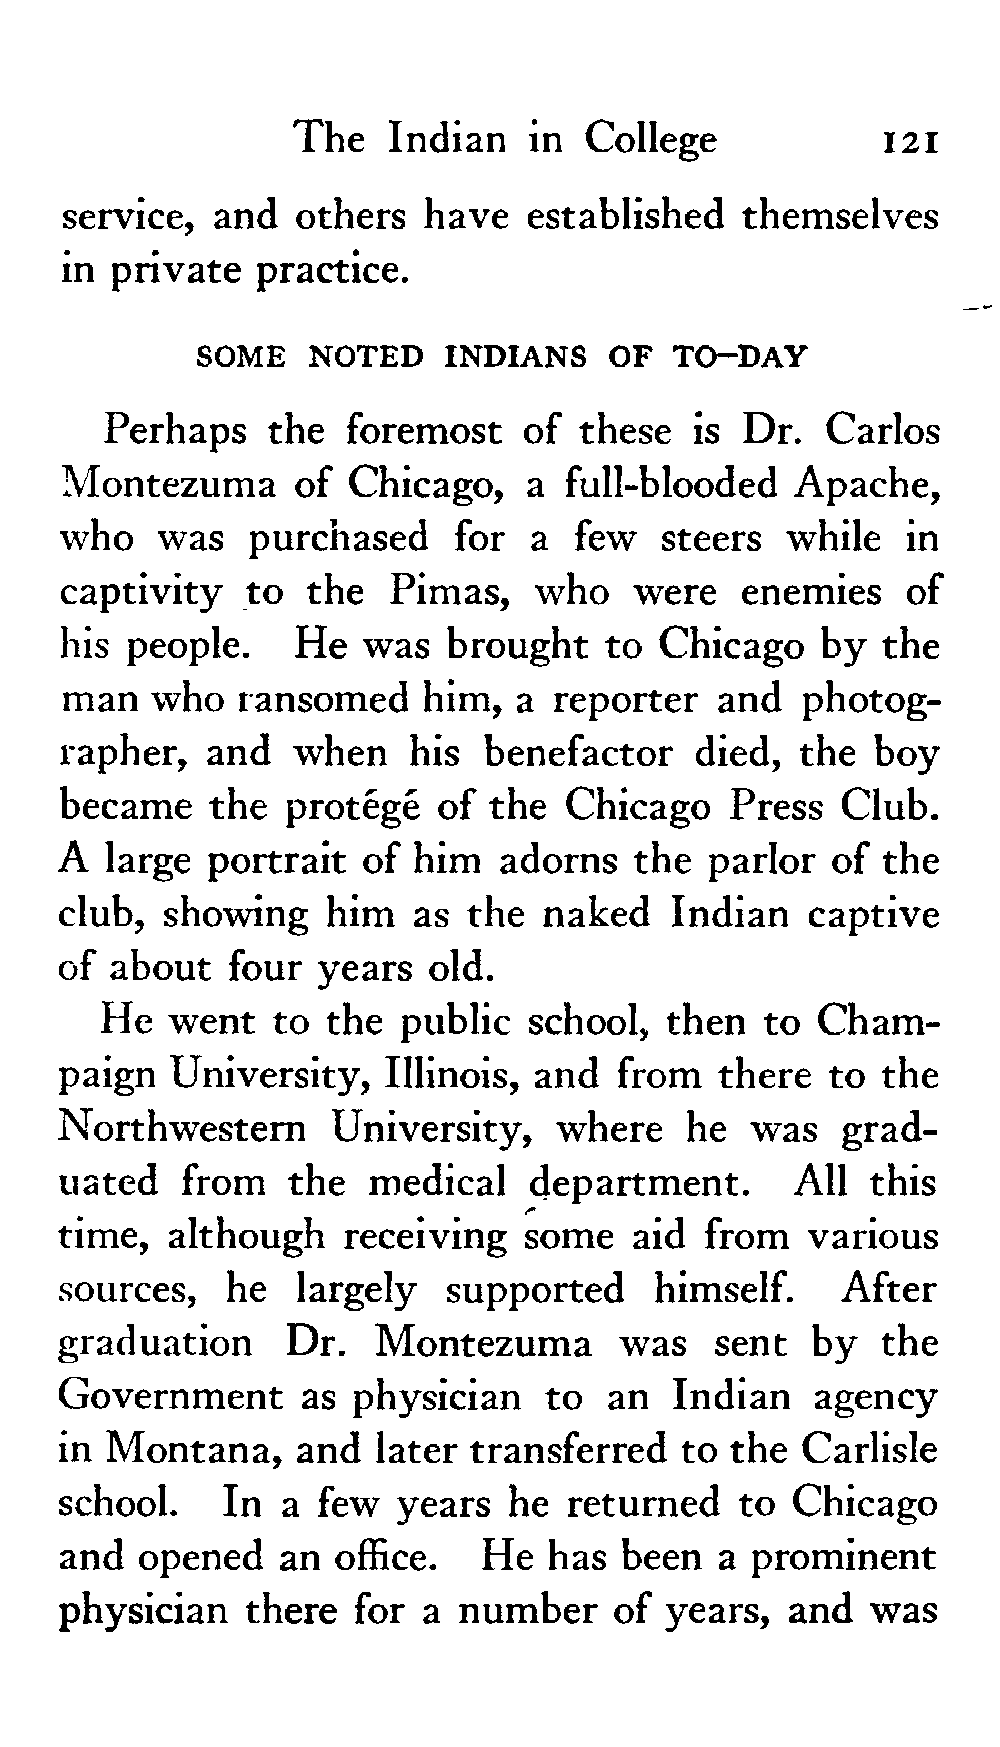 The Indian in College 121
service, and others have established themselves
in private practice.
SOME NOTED INDIANS OF TO-DAY
Perhaps the foremost of these is Dr. Carlos
Montezuma of Chicago, a full-blooded Apache,
who was purchased for a few steers while in
captivity to the Pimas, who were enemies of
his people. He was brought to Chicago by the
man who ransomed him, a reporter and photog-
rapher, and when his benefactor died, the boy
became the protégé of the Chicago Press Club.
A large portrait of him adorns the parlor of the
club, showing him as the naked Indian captive
of about four years old.
He went to the public school, then to Cham-
paign University, Illinois, and from there to the
Northwestern University, where he was grad-
uated from the medical department. All this
time, although receiving some aid from various
sources, he largely supported himself. After
graduation Dr. Montezuma was sent by the
Government as physician to an Indian agency
in Montana, and later transferred to the Carlisle
school. In a few years he returned to Chicago
and opened an office. He has been a prominent
physician there for a number of years, and was